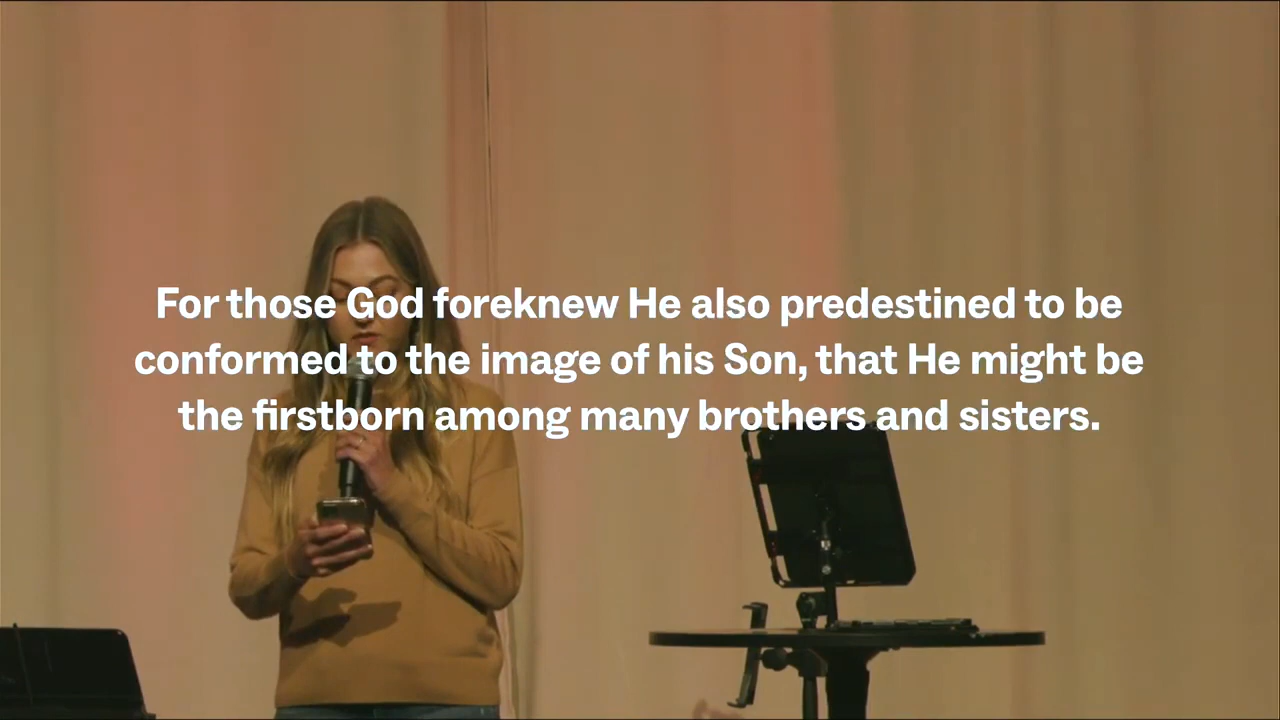 For those God foreknew He also predestined to be
conformed to the image of his Son, that He might be
the firstborn among many brothers and sisters.